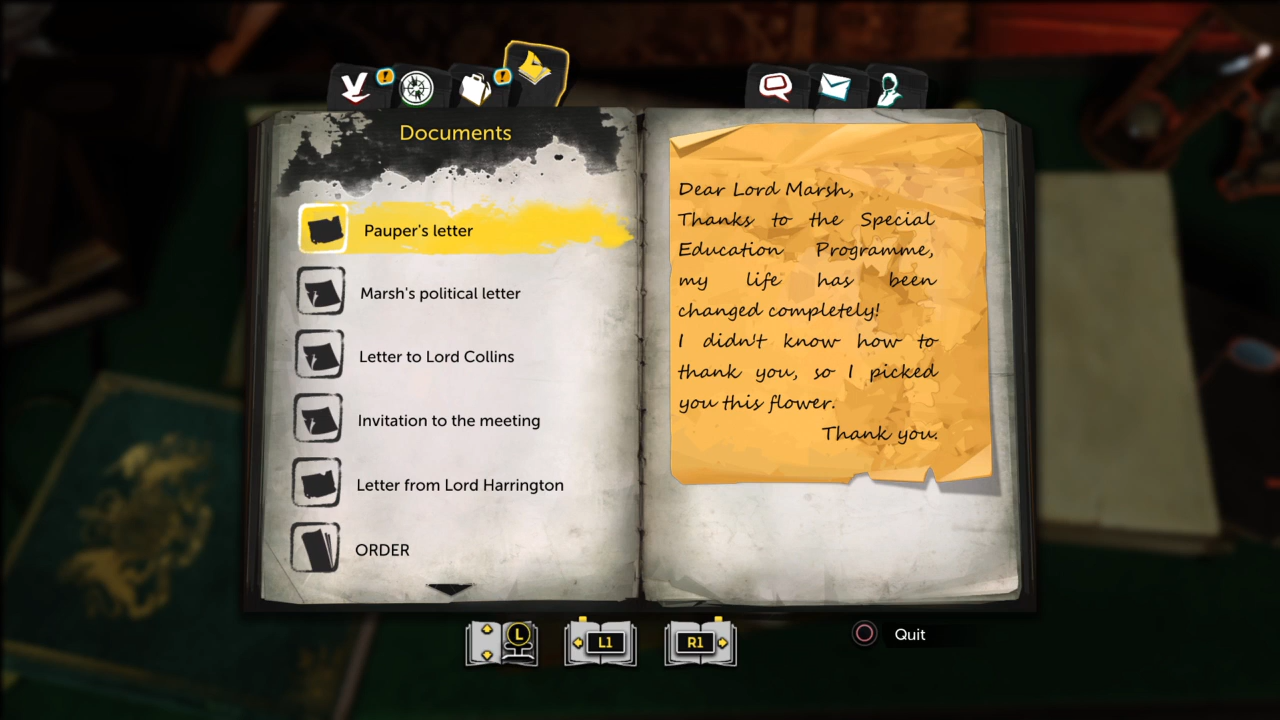 Documents
Pauper's letter
Marsh's political letter
Letter to Lord Collins
Invitation to the meeting
Letter from Lord Harrington
ORDER
Dear Lord Marsh,
Thanks to the Special
Education Programme,
my life has been
changed completely!
I didn't know how to
thank you, so I picked
you this flower.
Thank you.
L
L1
R1
Quit